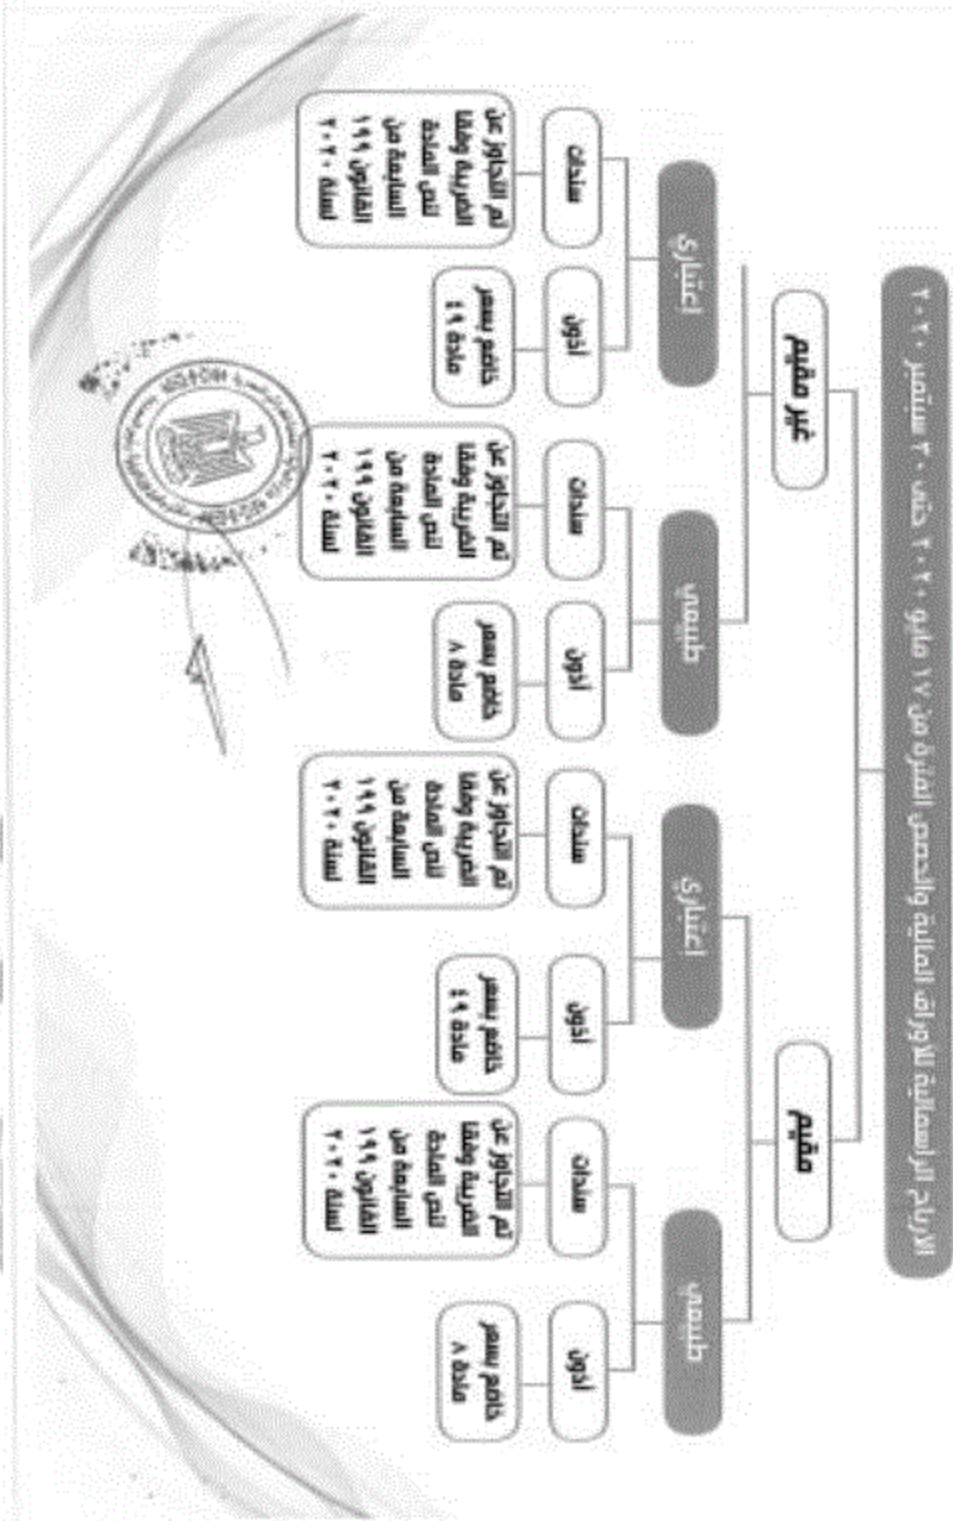 الأرباح الرأسمالية للأوراق المالية والحصص الفترة من ١٧ مايو ٢٠٢٠ حتى ٣٠ سبتمبر ٢٠٢٠
مقيم
غير مقيم
طبيعي
اعتباري
طبيعي
اعتباري
أذون
سندات
أذون
سندات
أذون
سندات
أذون
سندات
خاضع بسعر
مادة ٨
تم التجاوز عن
الضريبة وفقا
لنص المادة
السابعة من
القانون ١٩٩
لسنة ٢٠٢٠
خاضع بسعر
مادة ٤٩
تم التجاوز عن
الضريبة وفقا
لنص المادة
السابعة من
القانون ١٩٩
لسنة ٢٠٢٠
خاضع بسعر
مادة ٨
تم التجاوز عن
الضريبة وفقا
لنص المادة
السابعة من
القانون ١٩٩
لسنة ٢٠٢٠
خاضع بسعر
مادة ٤٩
تم التجاوز عن
الضريبة وفقا
لنص المادة
السابعة من
القانون ١٩٩
لسنة ٢٠٢٠